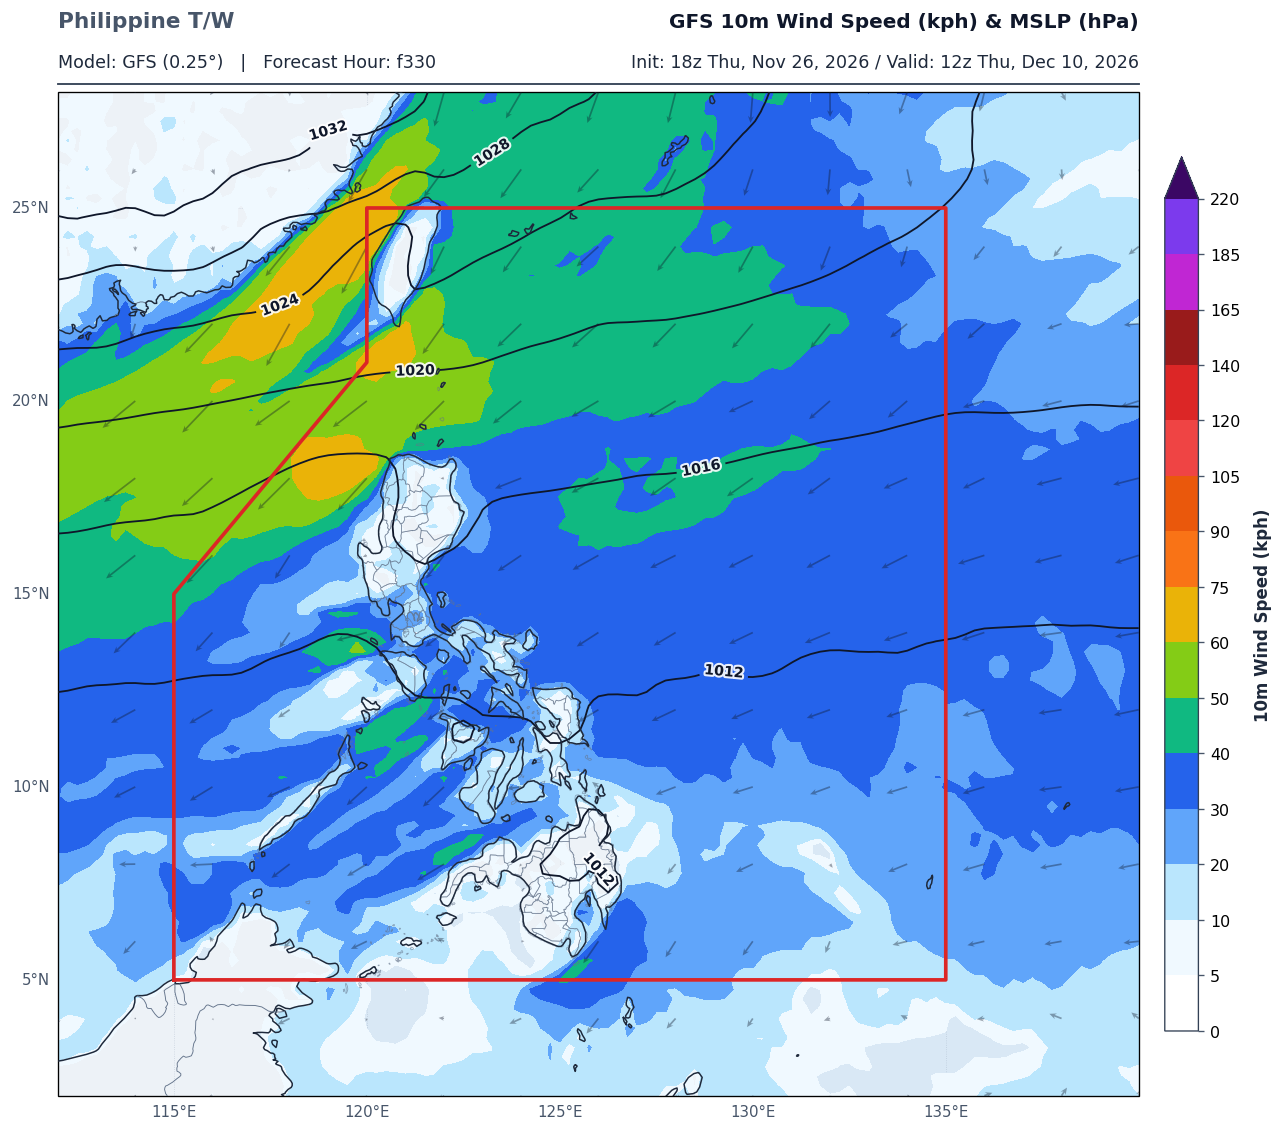 Philippine T/W
GFS 10m Wind Speed (kph) & MSLP (hPa)
Model: GFS (0.25°) | Forecast Hour: f330
Init: 18z Thu, Nov 26, 2026 / Valid: 12z Thu, Dec 10, 2026
1032
1028
1024
1020
1016
1012
1012
25°N
20°N
15°N
10°N
5°N
115°E
120°E
125°E
130°E
135°E
220
185
165
140
120
105
90
75
60
50
40
30
20
10
5
0
10m Wind Speed (kph)